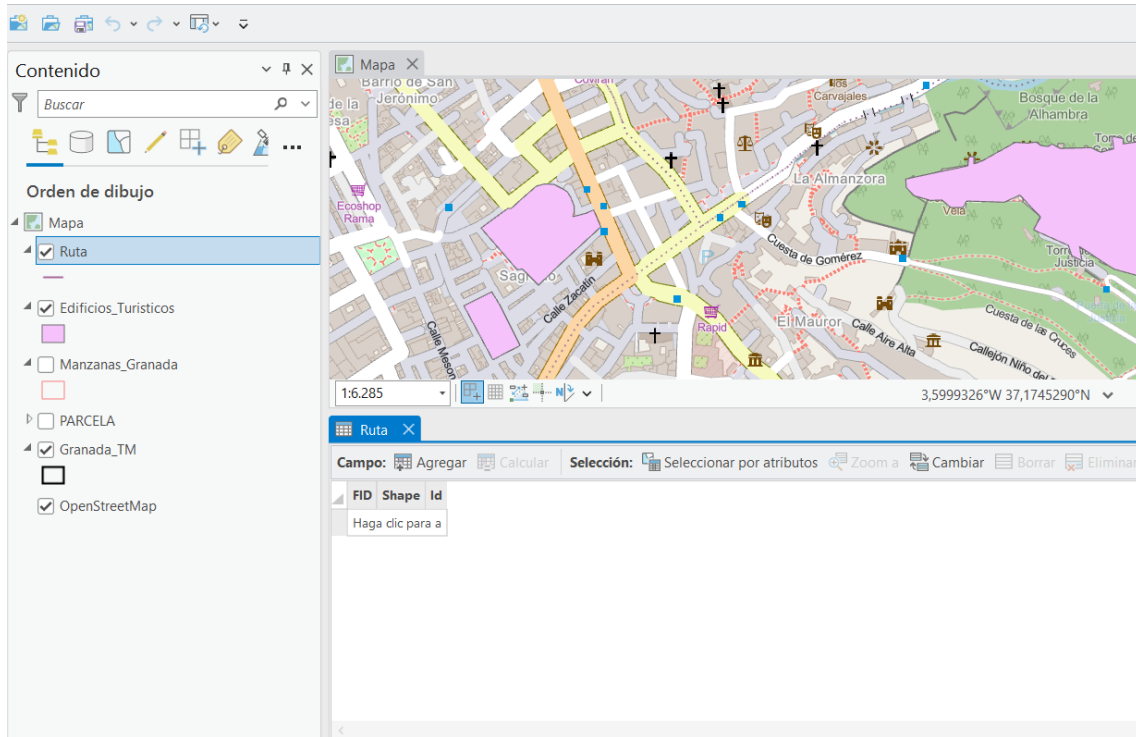 Contenido
Buscar
Orden de dibujo
Mapa
Ruta
Edificios_Turisticos
Manzanas_Granada
PARCELA
Granada_TM
OpenStreetMap
Mapa
Barrio de San
Jerónimo
Coviran
de la
Carvajales
Bosque de la
Alhambra
La Almanzora
Ecoshop
Rama
Vela
Cuesta de Gomérez
Justicia
Calle Zacatín
Rapid
El Mauror
Calle Aire Alta
Cuesta de las Cruces
Callejón Niño del
Calle Meson
1:6.285
3,5999326°W 37,1745290°N
Ruta
Campo: Agregar Calcular Selección: Seleccionar por atributos Zoom a Cambiar Borrar Eliminar
FID Shape Id
Haga clic para a